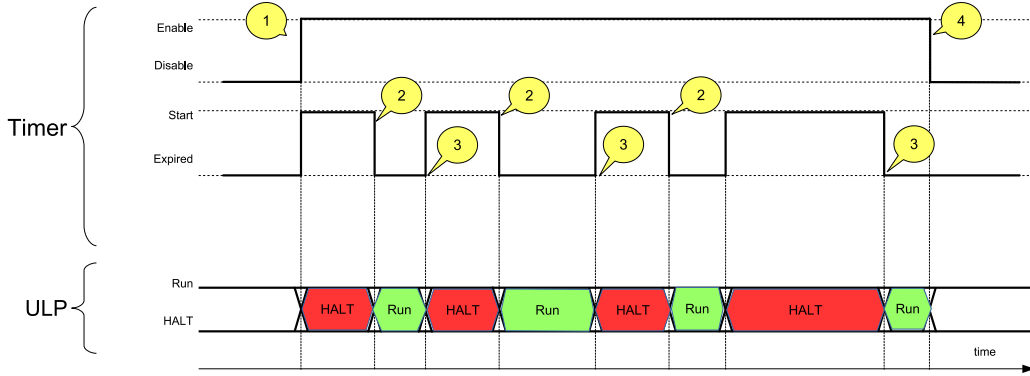 1
Enable
4
Disable
2
2
2
Start
Timer
3
3
3
Expired
Run
ULP
HALT
Run
HALT
Run
HALT
Run
HALT
Run
HALT
time